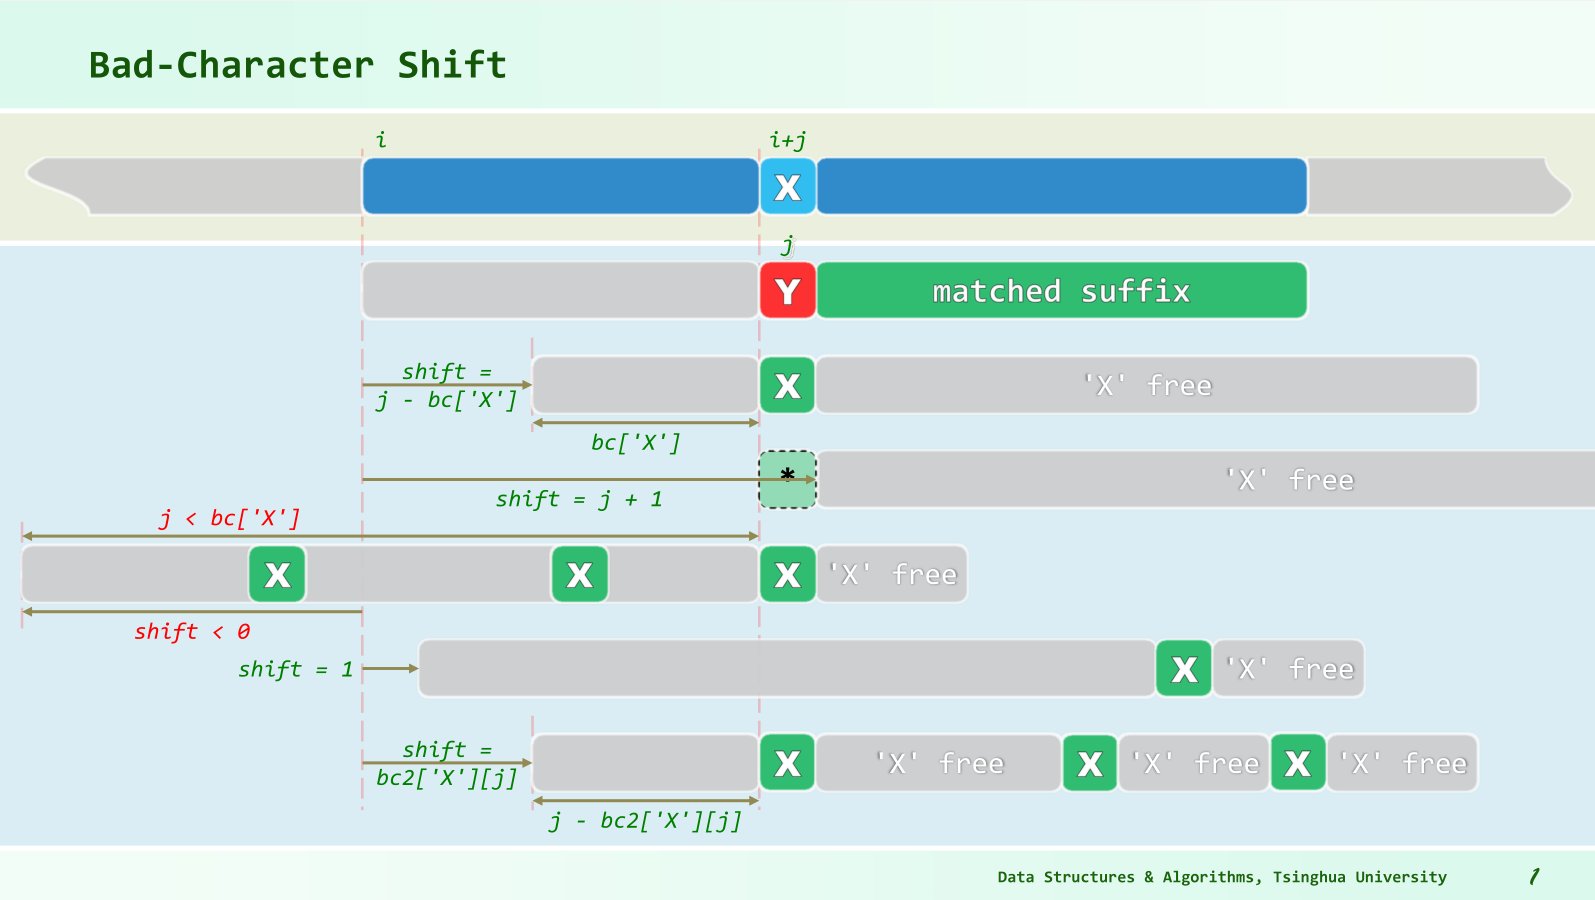 Bad-Character Shift
i
i+j
X
j
Y
matched suffix
shift =
j - bc['X']
X
'X' free
bc['X']
*
'X' free
shift = j + 1
j < bc['X']
X
X
X
'X' free
shift < 0
shift = 1
X
'X' free
shift =
bc2['X'][j]
X
'X' free
X
'X' free
X
'X' free
j - bc2['X'][j]
Data Structures & Algorithms, Tsinghua University
1